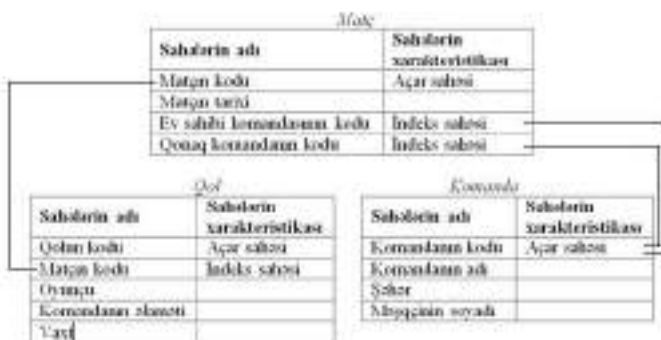 Matç
Sahələrin adı Sahələrin xarakteristikası
Matçın kodu Açar sahəsi
Matçın tarixi
Ev sahibi komandasının kodu İndeks sahəsi
Qonaq komandanın kodu İndeks sahəsi
Qol
Sahələrin adı Sahələrin xarakteristikası
Qolun kodu Açar sahəsi
Matçın kodu İndeks sahəsi
Oyunçu
Komandanın əlaməti
Vaxt
Komanda
Sahələrin adı Sahələrin xarakteristikası
Komandanın kodu Açar sahəsi
Komandanın adı
Şəhər
Məşqçinin soyadi